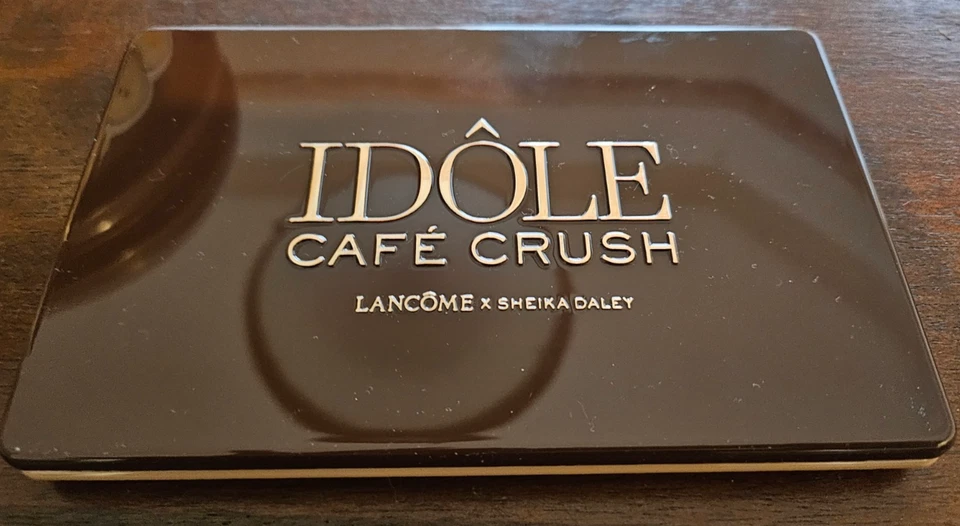 IDÔLE
CAFÉ CRUSH
LANCÔME X SHEIKA DALEY